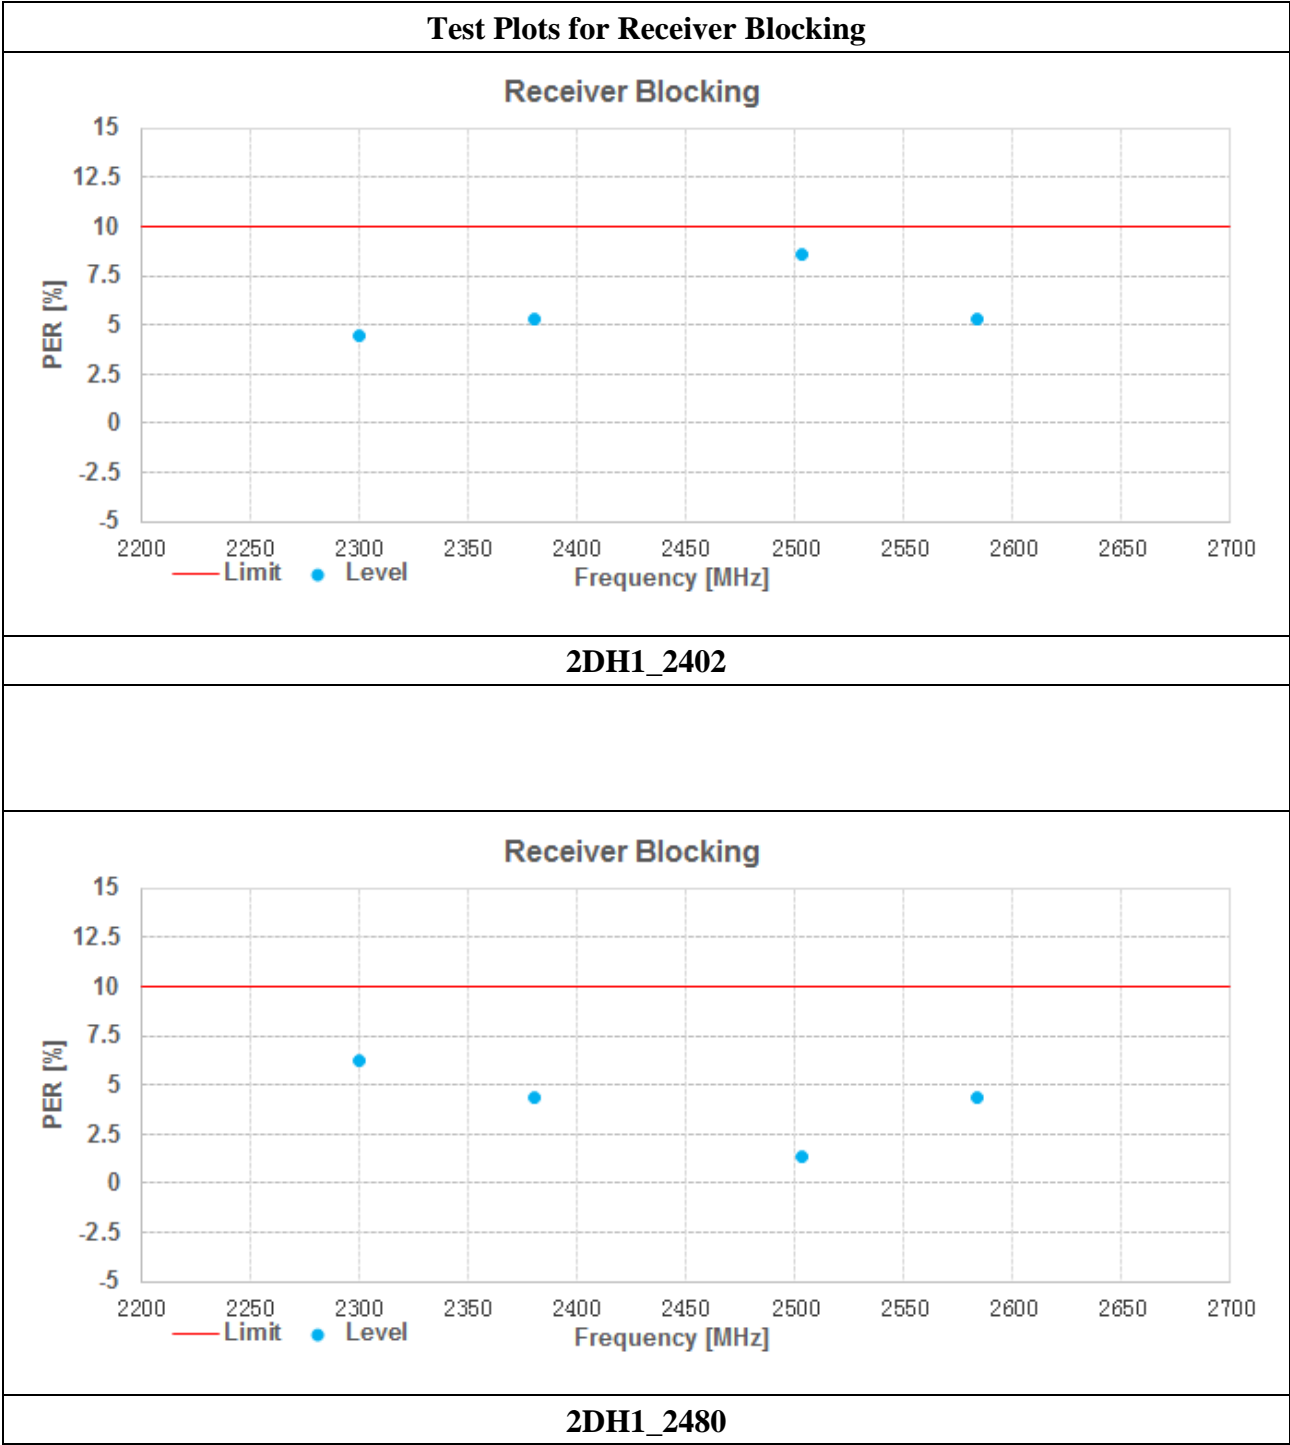 Test Plots for Receiver Blocking
Receiver Blocking
15
12.5
10
7.5
5
2.5
0
-2.5
-5
PER [%]
2200 2250 2300 2350 2400 2450 2500 2550 2600 2650 2700
Limit Level Frequency [MHz]
2DH1_2402
Receiver Blocking
15
12.5
10
7.5
5
2.5
0
-2.5
-5
PER [%]
2200 2250 2300 2350 2400 2450 2500 2550 2600 2650 2700
Limit Level Frequency [MHz]
2DH1_2480